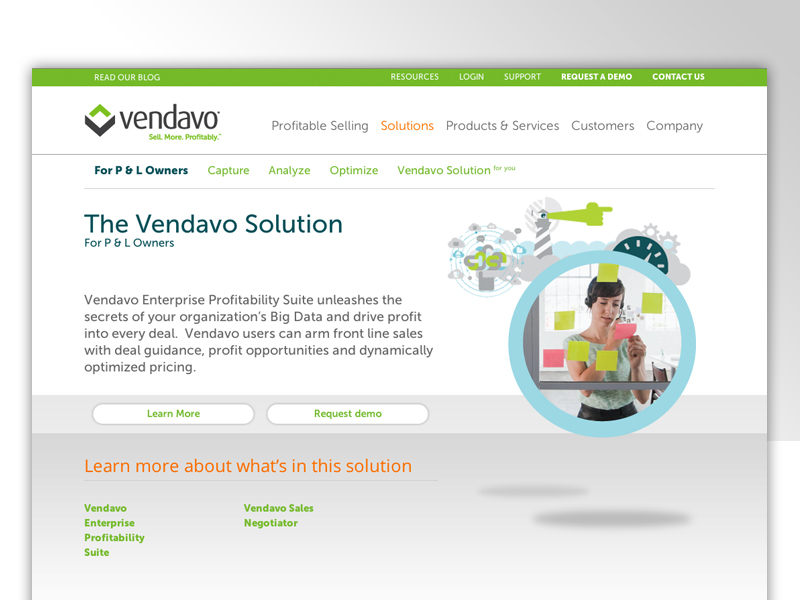 READ OUR BLOG RESOURCES LOGIN SUPPORT REQUEST A DEMO CONTACT US
vendavo
Sell. More. Profitably.™
Profitable Selling Solutions Products & Services Customers Company
For P & L Owners Capture Analyze Optimize Vendavo Solution for you
The Vendavo Solution
For P & L Owners
Vendavo Enterprise Profitability Suite unleashes the
secrets of your organization's Big Data and drive profit
into every deal. Vendavo users can arm front line sales
with deal guidance, profit opportunities and dynamically
optimized pricing.
Learn More Request demo
Learn more about what's in this solution
Vendavo
Enterprise
Profitability
Suite
Vendavo Sales
Negotiator